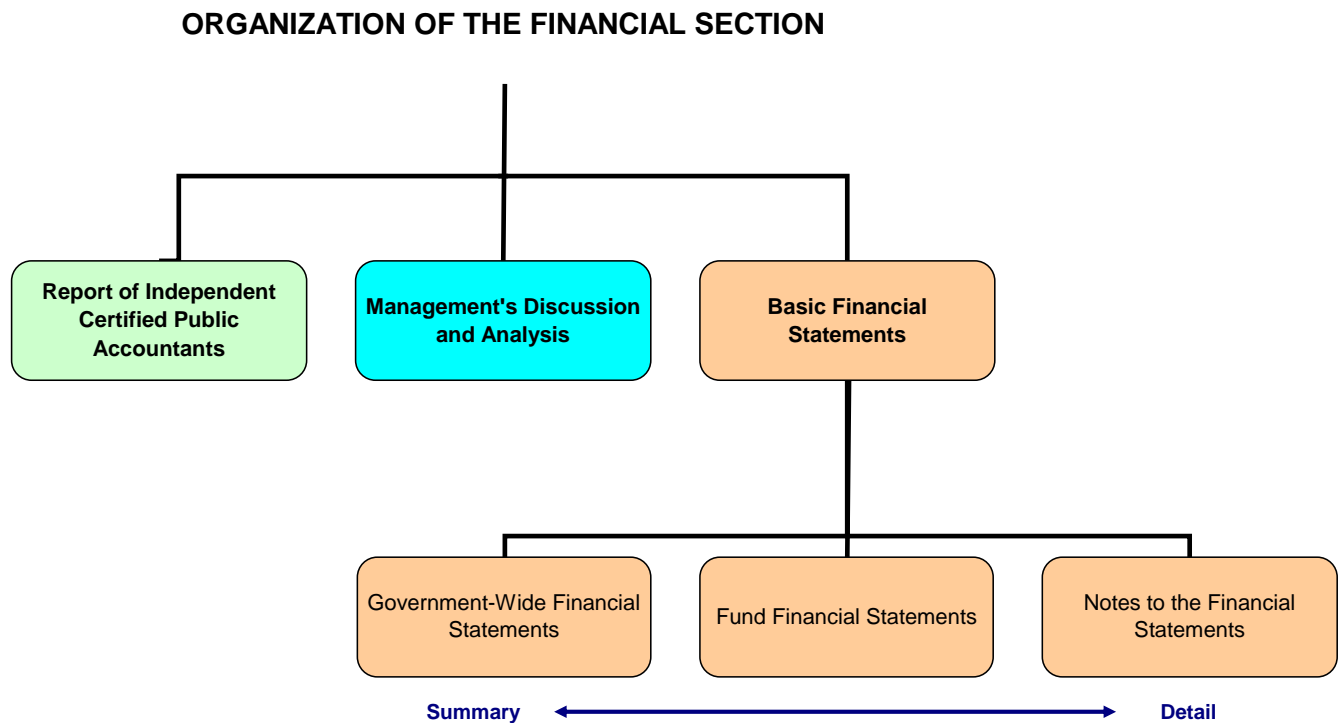 ORGANIZATION OF THE FINANCIAL SECTION
Report of Independent
Certified Public
Accountants
Management's Discussion
and Analysis
Basic Financial
Statements
Government-Wide Financial
Statements
Fund Financial Statements
Notes to the Financial
Statements
Summary
Detail